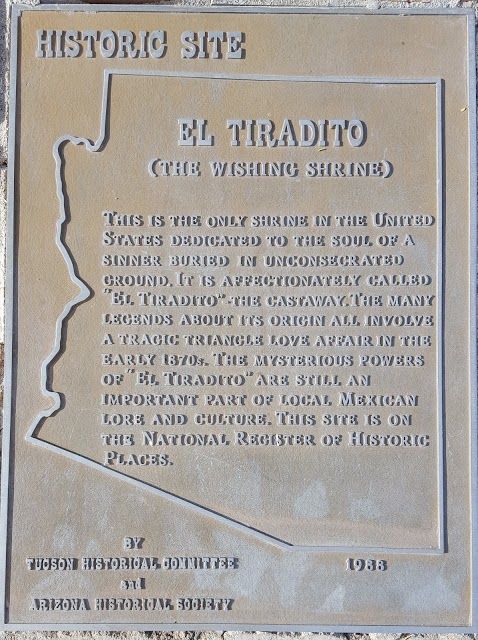 HISTORIC SITE
EL TIRADITO
(THE WISHING SHRINE)
THIS IS THE ONLY SHRINE IN THE UNITED
STATES DEDICATED TO THE SOUL OF A
SINNER BURIED IN UNCONSECRATED
GROUND. IT IS AFFECTIONATELY CALLED
"EL TIRADITO"-THE CASTAWAY. THE MANY
LEGENDS ABOUT ITS ORIGIN ALL INVOLVE
A TRAGIC TRIANGLE LOVE AFFAIR IN THE
EARLY 1870s. THE MYSTERIOUS POWERS
OF "EL TIRADITO" ARE STILL AN
IMPORTANT PART OF LOCAL MEXICAN
LORE AND CULTURE. THIS SITE IS ON
THE NATIONAL REGISTER OF HISTORIC
PLACES.
BY
TUCSON HISTORICAL COMMITTEE
and
ARIZONA HISTORICAL SOCIETY
1988